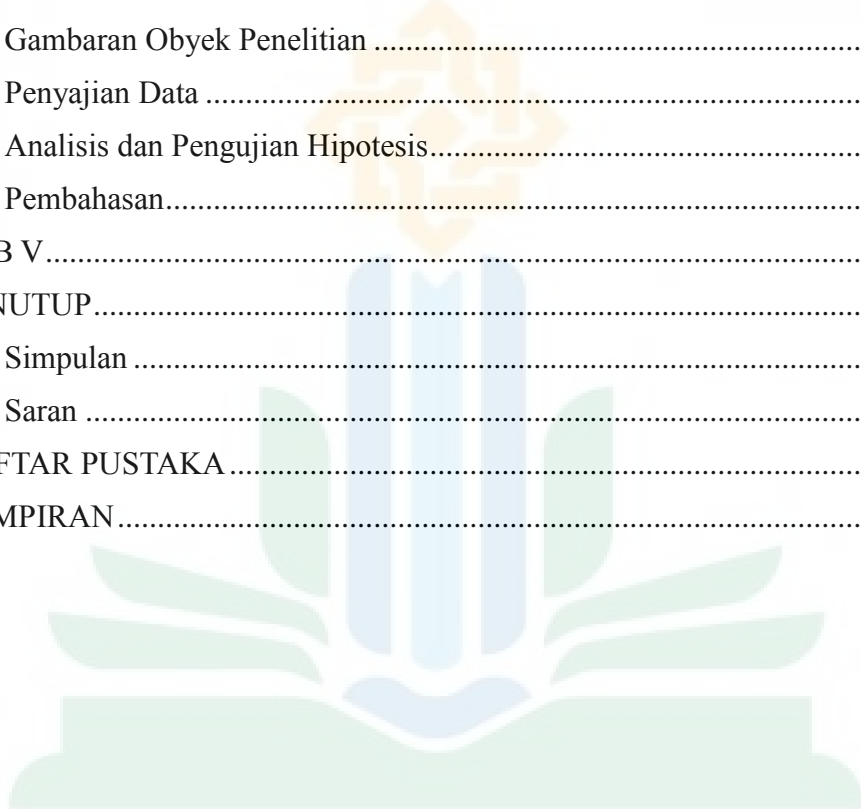 Gambaran Obyek Penelitian ................................................................
Penyajian Data ................................................................
Analisis dan Pengujian Hipotesis................................................................
Pembahasan................................................................
B V................................................................
NUTUP................................................................
Simpulan ................................................................
Saran ................................................................
FTAR PUSTAKA ................................................................
MPIRAN ................................................................